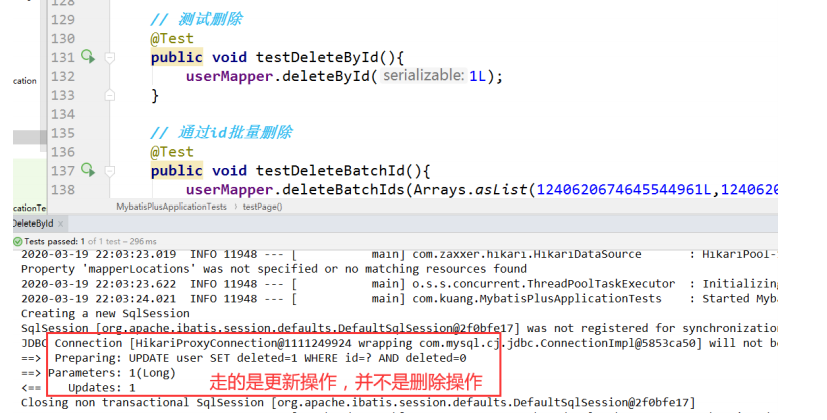 128
129 // 测试删除
130 @Test
131 public void testDeleteById(){
132 userMapper.deleteById( serializable: 1L);
133 }
134
135 // 通过id批量删除
136 @Test
137 public void testDeleteBatchId(){
138 userMapper.deleteBatchIds(Arrays.asList(1240620674645544961L,124062
cation
cationTe
MybatisPlusApplicationTests › testPage()
DeleteById ×
Tests passed: 1 of 1 test – 296 ms
2020-03-19 22:03:23.019 INFO 11948 --- [ main] com.zaxxer.hikari.HikariDataSource : HikariPool-
Property 'mapperLocations' was not specified or no matching resources found
2020-03-19 22:03:23.622 INFO 11948 --- [ main] o.s.s.concurrent.ThreadPoolTaskExecutor : Initializing
2020-03-19 22:03:24.021 INFO 11948 --- [ main] com.kuang.MybatisPlusApplicationTests : Started Myb
Creating a new SqlSession
SqlSession [org.apache.ibatis.session.defaults.DefaultSqlSession@2f0bfe17] was not registered for synchronization
JDBC Connection [HikariProxyConnection@1111249924 wrapping com.mysql.cj.jdbc.ConnectionImpl@5853ca50] will not be
==> Preparing: UPDATE user SET deleted=1 WHERE id=? AND deleted=0
==> Parameters: 1(Long)
<== Updates: 1
走的是更新操作，并不是删除操作
Closing non transactional SqlSession [org.apache.ibatis.session.defaults.DefaultSqlSession@2f0bfe17]